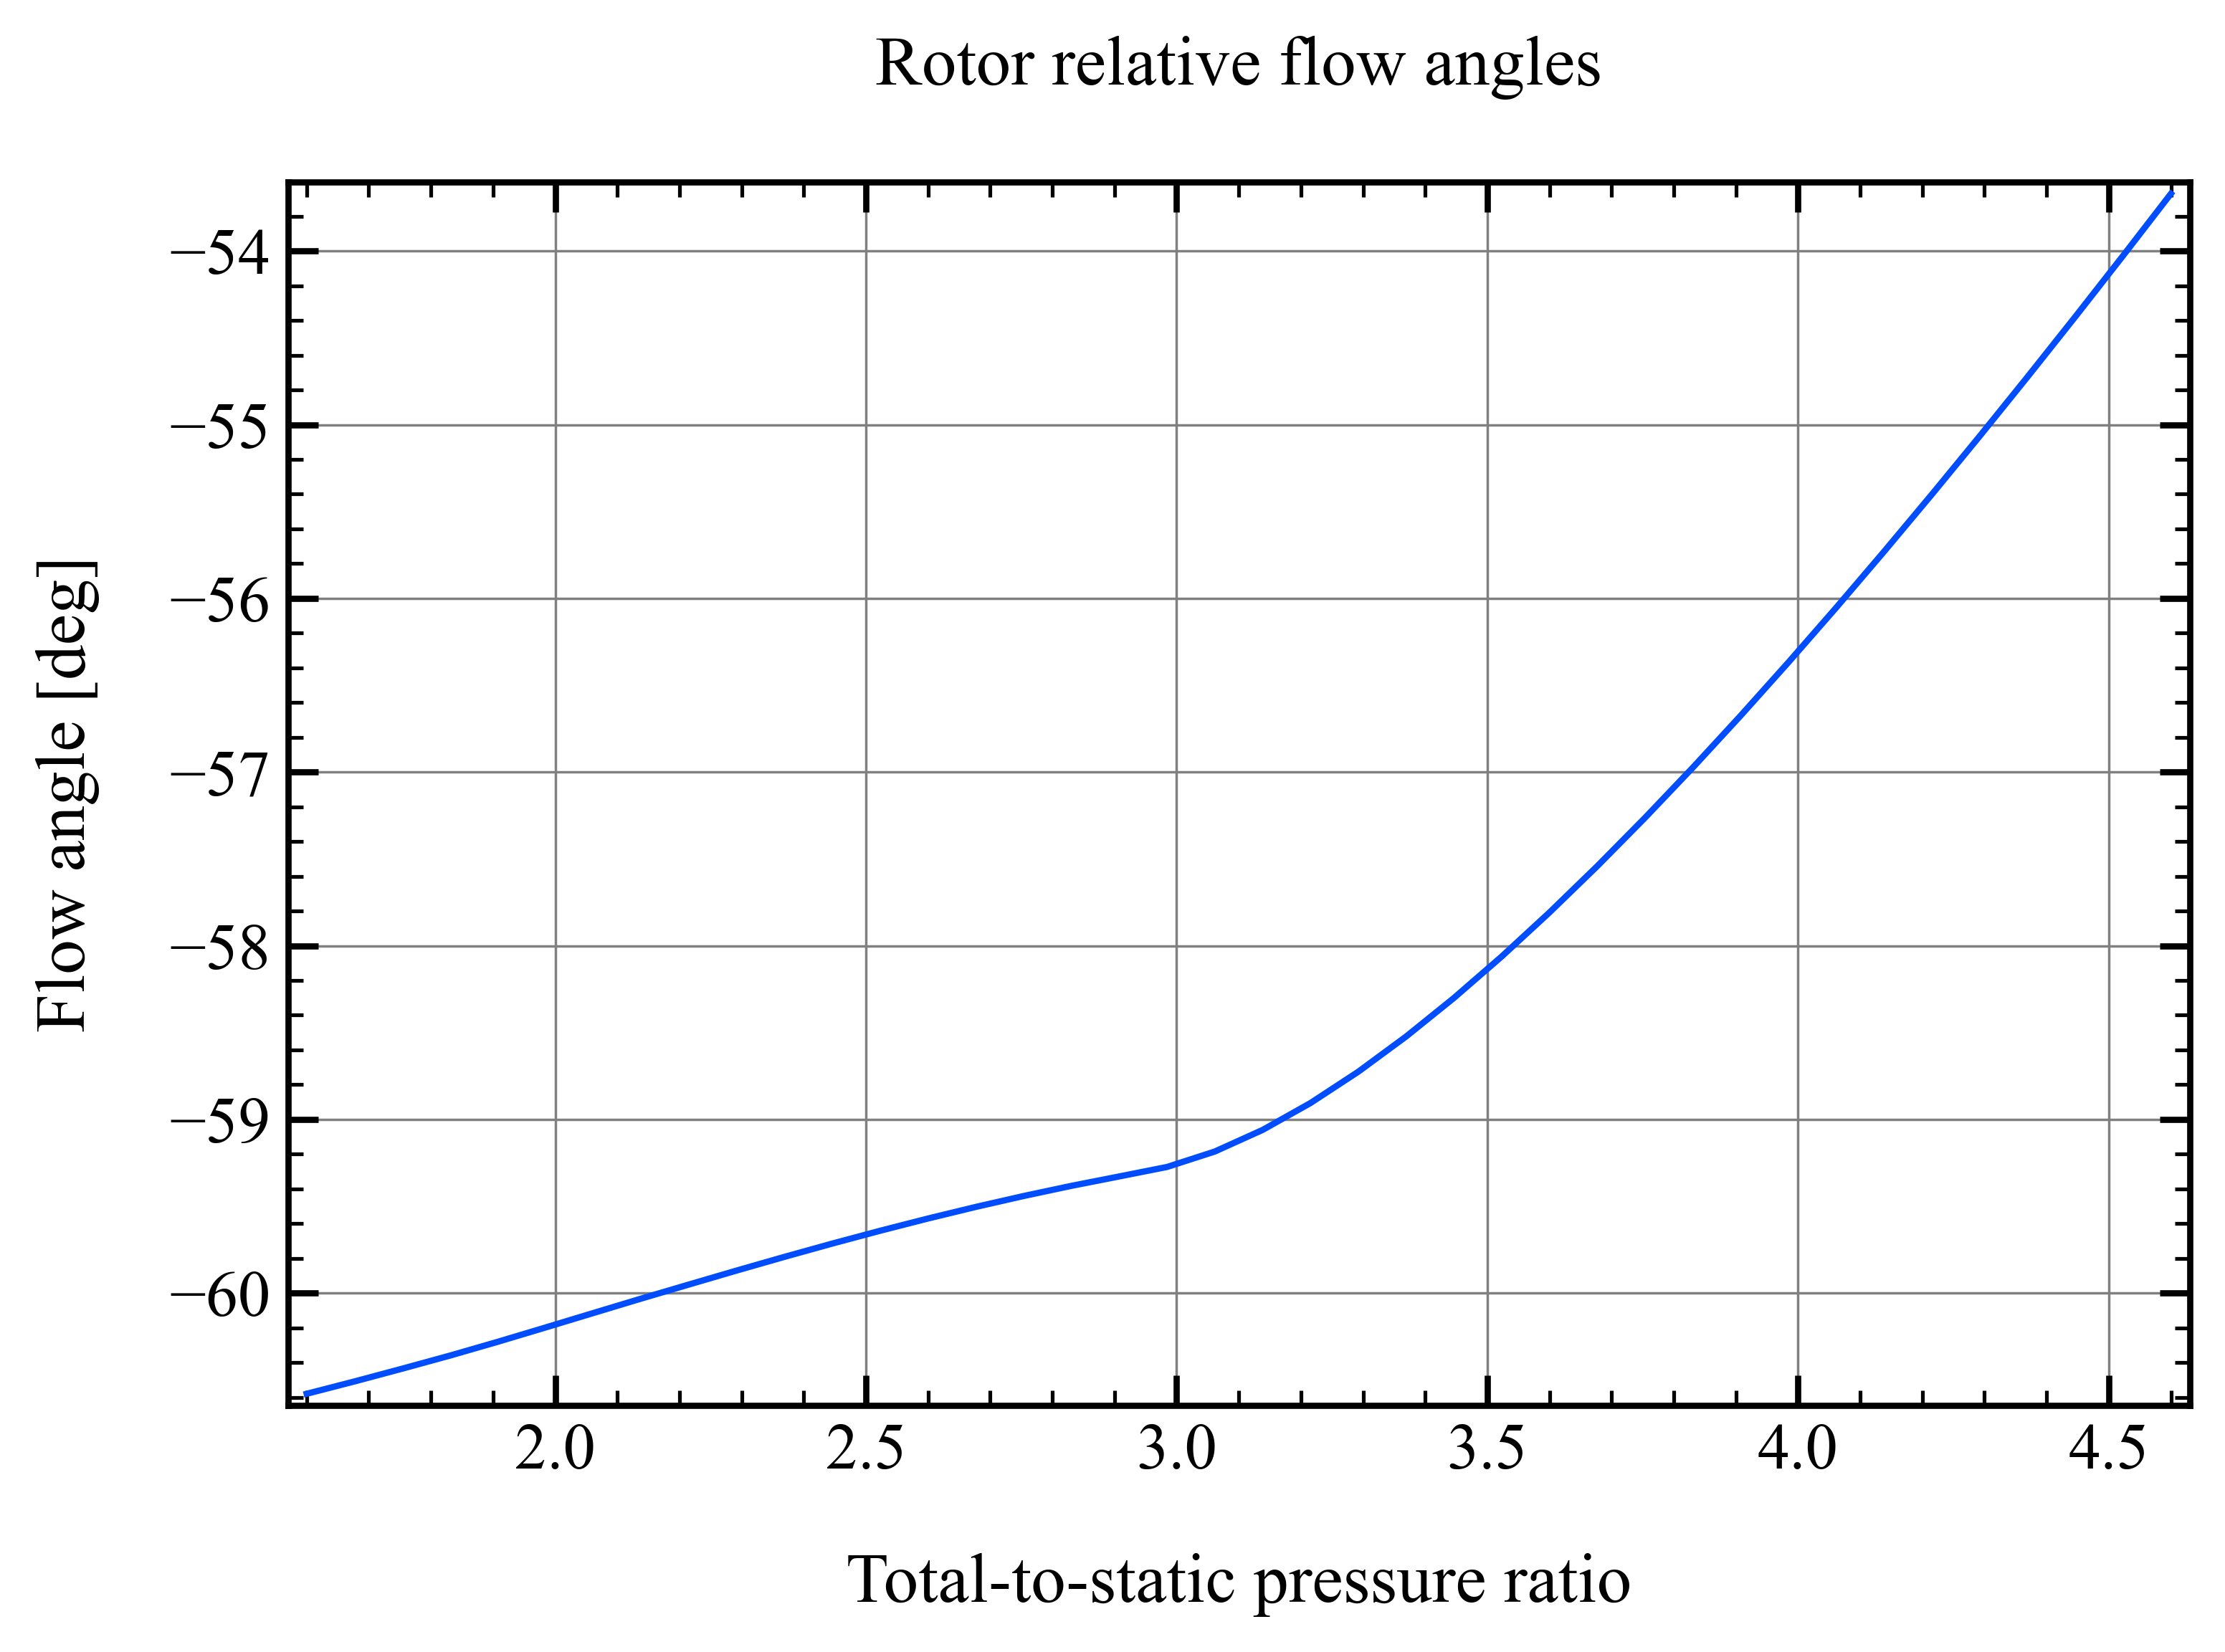 Rotor relative flow angles
−54
−55
−56
−57
−58
−59
−60
Flow angle [deg]
2.0 2.5 3.0 3.5 4.0 4.5
Total-to-static pressure ratio